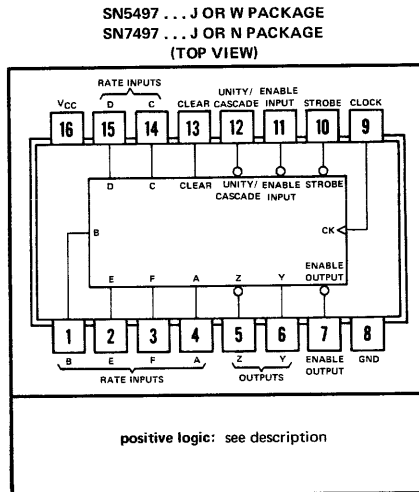 SN5497 ... J OR W PACKAGE
SN7497 ... J OR N PACKAGE
(TOP VIEW)
RATE INPUTS
UNITY/ ENABLE
VCC D C CLEAR CASCADE INPUT STROBE CLOCK
16 15 14 13 12 11 10 9
D C CLEAR UNITY/ ENABLE STROBE
CASCADE INPUT
B CK
ENABLE
E F A Z Y OUTPUT
1 2 3 4 5 6 7 8
B E F A Z Y ENABLE GND
OUTPUT
RATE INPUTS OUTPUTS
positive logic: see description